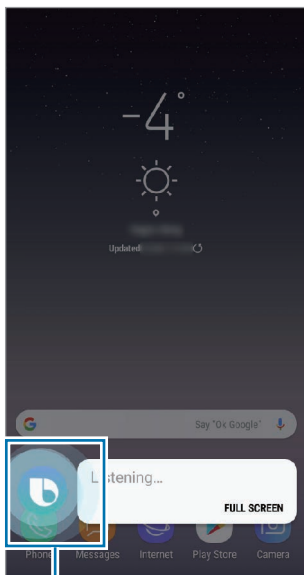 -4°
Updated
Say "Ok Google"
Listening...
FULL SCREEN
Phone Messages Internet Play Store Camera